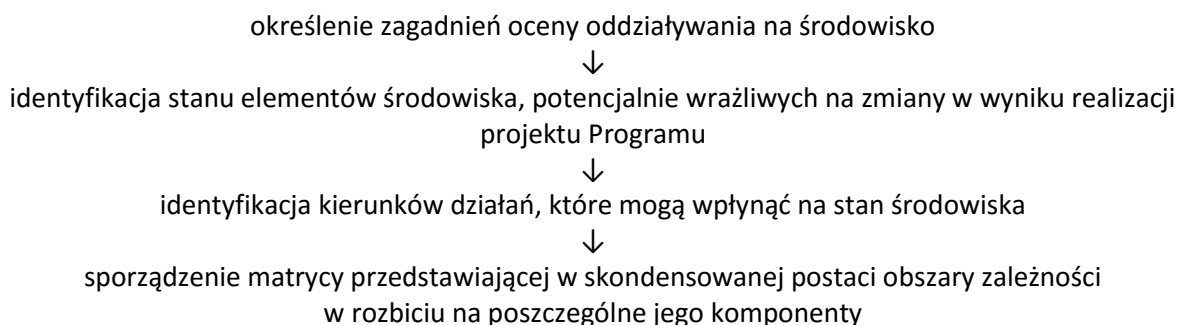 określenie zagadnień oceny oddziaływania na środowisko
↓
identyfikacja stanu elementów środowiska, potencjalnie wrażliwych na zmiany w wyniku realizacji
projektu Programu
↓
identyfikacja kierunków działań, które mogą wpłynąć na stan środowiska
↓
sporządzenie matrycy przedstawiającej w skondensowanej postaci obszary zależności
w rozbiciu na poszczególne jego komponenty